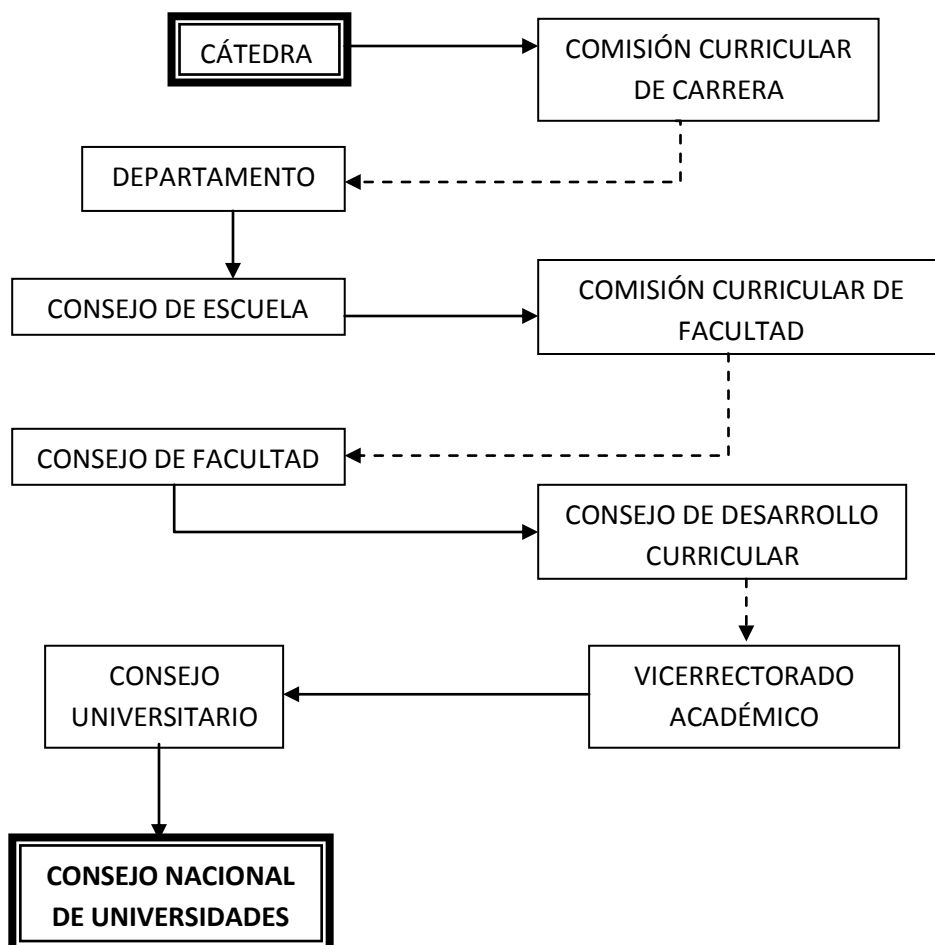 CÁTEDRA
COMISIÓN CURRICULAR
DE CARRERA
DEPARTAMENTO
CONSEJO DE ESCUELA
COMISIÓN CURRICULAR DE
FACULTAD
CONSEJO DE FACULTAD
CONSEJO DE DESARROLLO
CURRICULAR
VICERRECTORADO
ACADÉMICO
CONSEJO
UNIVERSITARIO
CONSEJO NACIONAL
DE UNIVERSIDADES